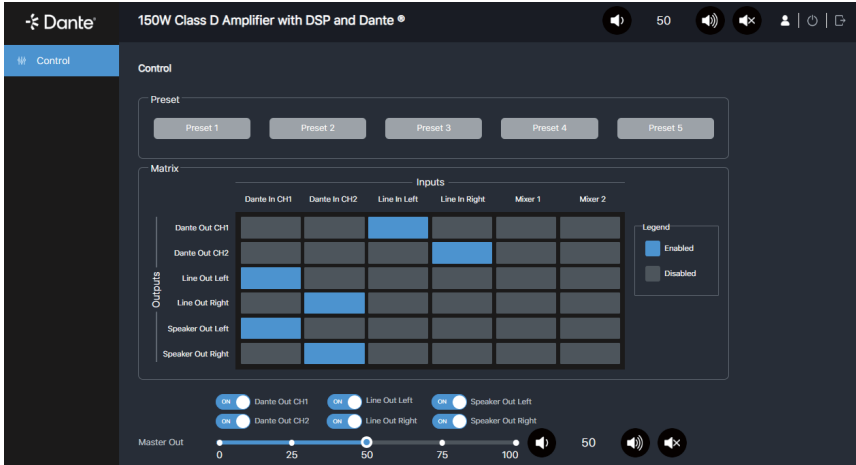 Dante®
150W Class D Amplifier with DSP and Dante ®
50
Control
Control
Preset
Preset 1
Preset 2
Preset 3
Preset 4
Preset 5
Matrix
Inputs
Dante In CH1
Dante In CH2
Line In Left
Line In Right
Mixer 1
Mixer 2
Outputs
Dante Out CH1
Dante Out CH2
Line Out Left
Line Out Right
Speaker Out Left
Speaker Out Right
Legend
Enabled
Disabled
ON Dante Out CH1
ON Line Out Left
ON Speaker Out Left
ON Dante Out CH2
ON Line Out Right
ON Speaker Out Right
Master Out
0 25 50 75 100
50